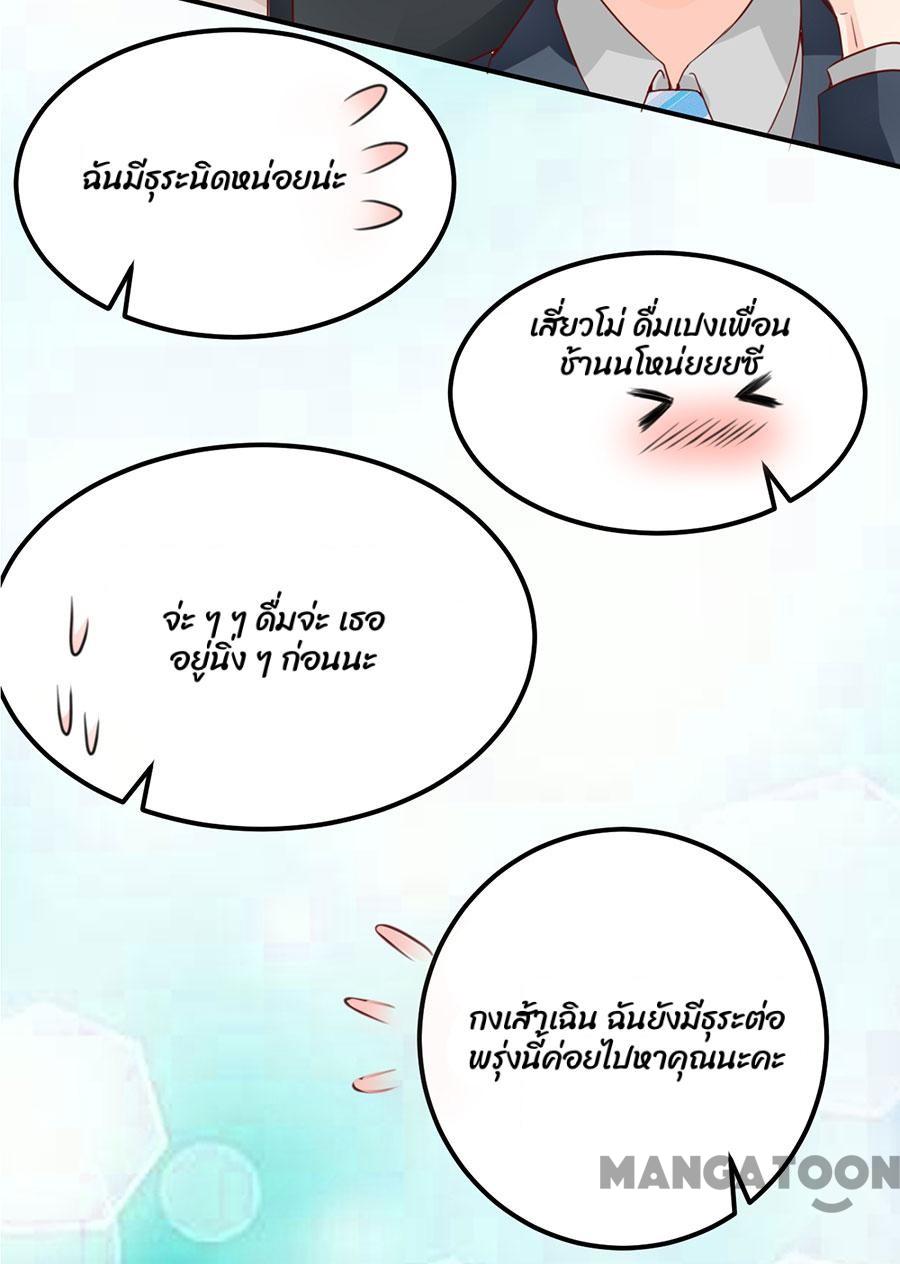 ฉันมีธุระนิดหน่อยน่ะ
เสี่ยวโม่ ดื่มเปงเพื่อน
ช้านนโหน่ยยยซี
จ่ะ ๆ ๆ ดื่มจ่ะ เธอ
อยู่นิ่ง ๆ ก่อนนะ
กงเส้าเฉิน ฉันยังมีธุระต่อ
พรุ่งนี้ค่อยไปหาคุณนะคะ
MANGATOON